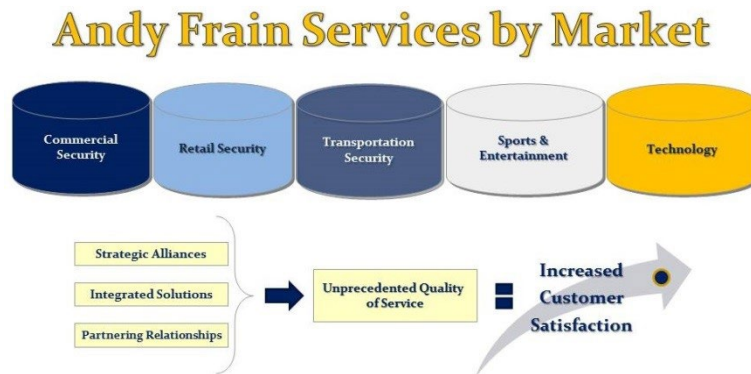 Andy Frain Services by Market
Commercial
Security
Retail Security
Transportation
Security
Sports &
Entertainment
Technology
Strategic Alliances
Integrated Solutions
Partnering Relationships
Unprecedented Quality
of Service
=
Increased
Customer
Satisfaction